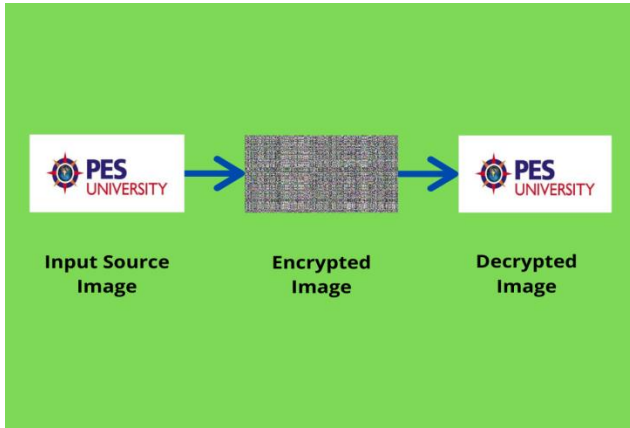 PES
UNIVERSITY
PES
UNIVERSITY
Input Source
Image
Encrypted
Image
Decrypted
Image